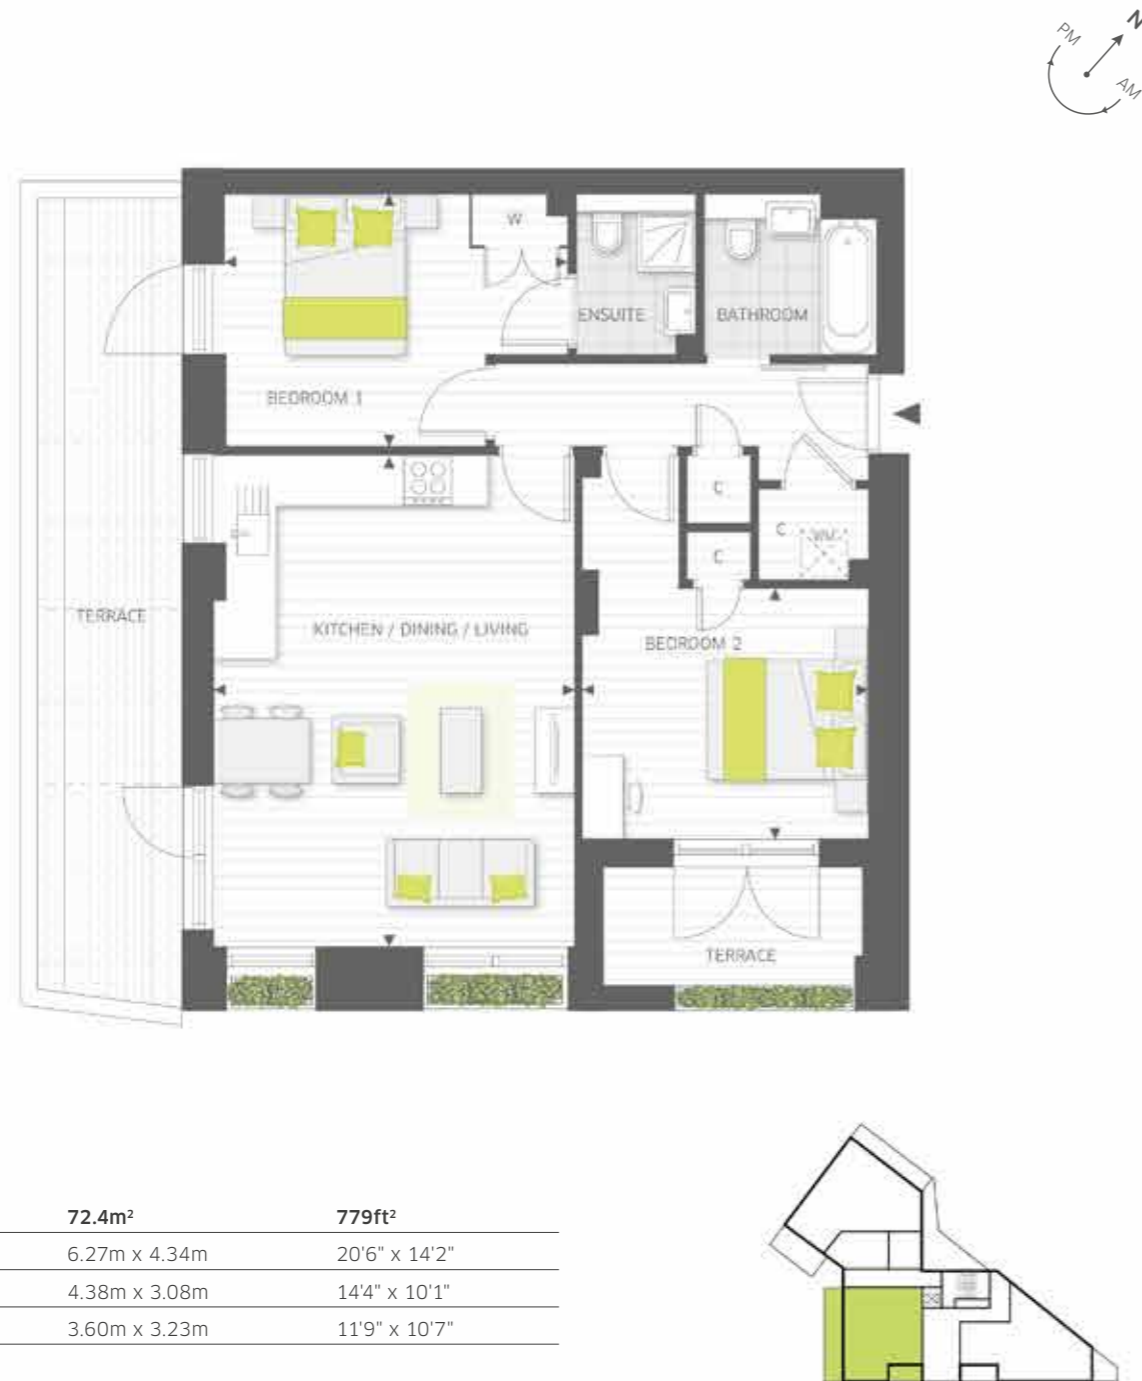 N
PM
AM
W
ENSUITE
BATHROOM
BEDROOM 1
C
C
C
WM
TERRACE
KITCHEN / DINING / LIVING
BEDROOM 2
TERRACE
72.4m² 779ft²
6.27m x 4.34m 20'6" x 14'2"
4.38m x 3.08m 14'4" x 10'1"
3.60m x 3.23m 11'9" x 10'7"